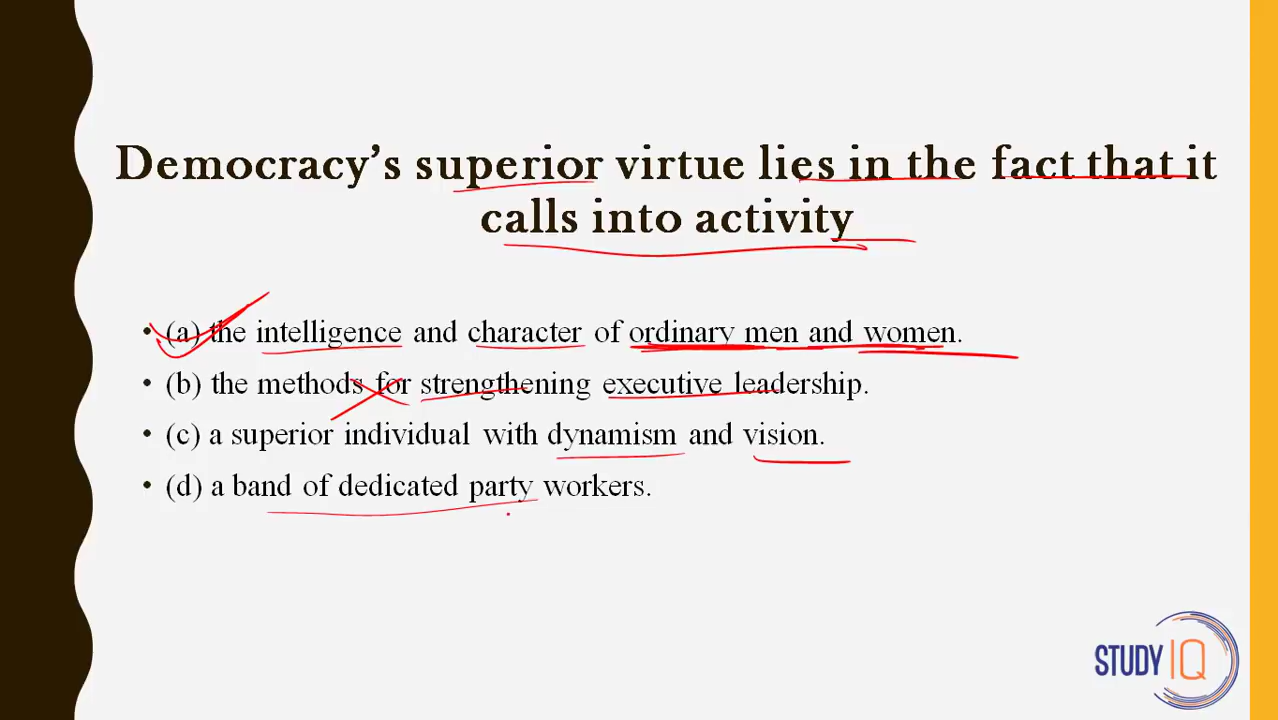 Democracy's superior virtue lies in the fact that it
calls into activity
• (a) the intelligence and character of ordinary men and women.
• (b) the methods for strengthening executive leadership.
• (c) a superior individual with dynamism and vision.
• (d) a band of dedicated party workers.
STUDY IQ